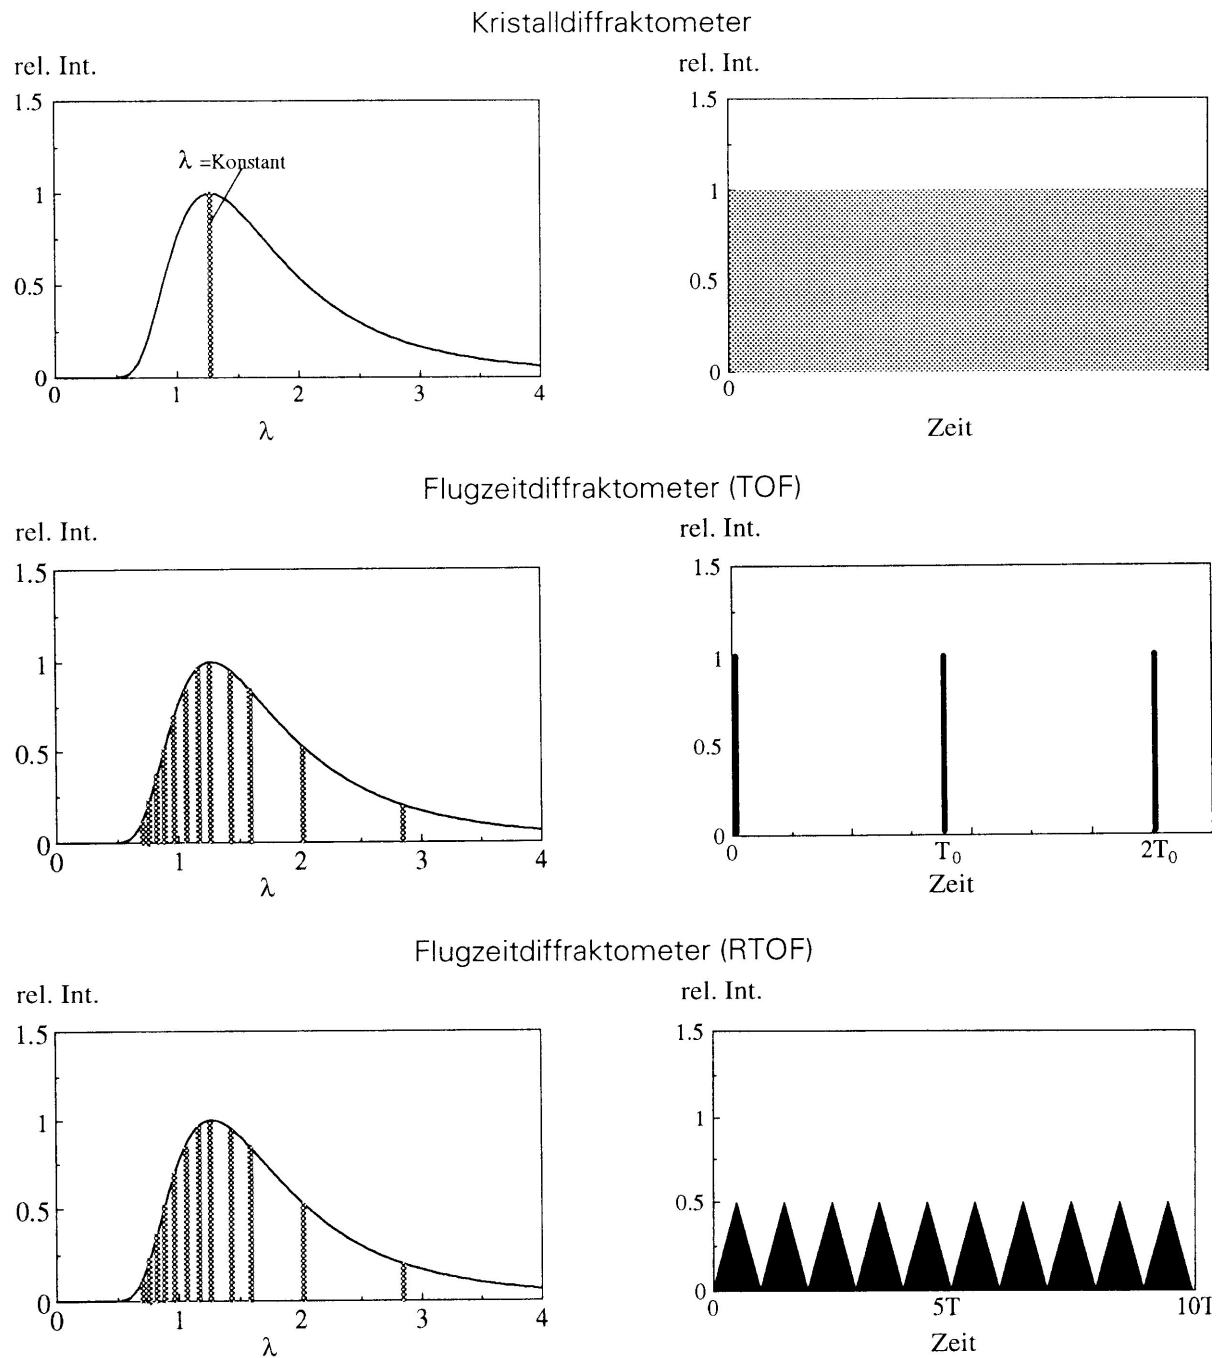 Kristalldiffraktometer
rel. Int.
1.5
1
0.5
0
0 1 2 3 4
λ =Konstant
λ
rel. Int.
1.5
1
0.5
0
0
Zeit
Flugzeitdiffraktometer (TOF)
rel. Int.
1.5
1
0.5
0
0 1 2 3 4
λ
rel. Int.
1.5
1
0.5
0
0 T₀ 2T₀
Zeit
Flugzeitdiffraktometer (RTOF)
rel. Int.
1.5
1
0.5
0
0 1 2 3 4
λ
rel. Int.
1.5
1
0.5
0
0 5T 10T
Zeit